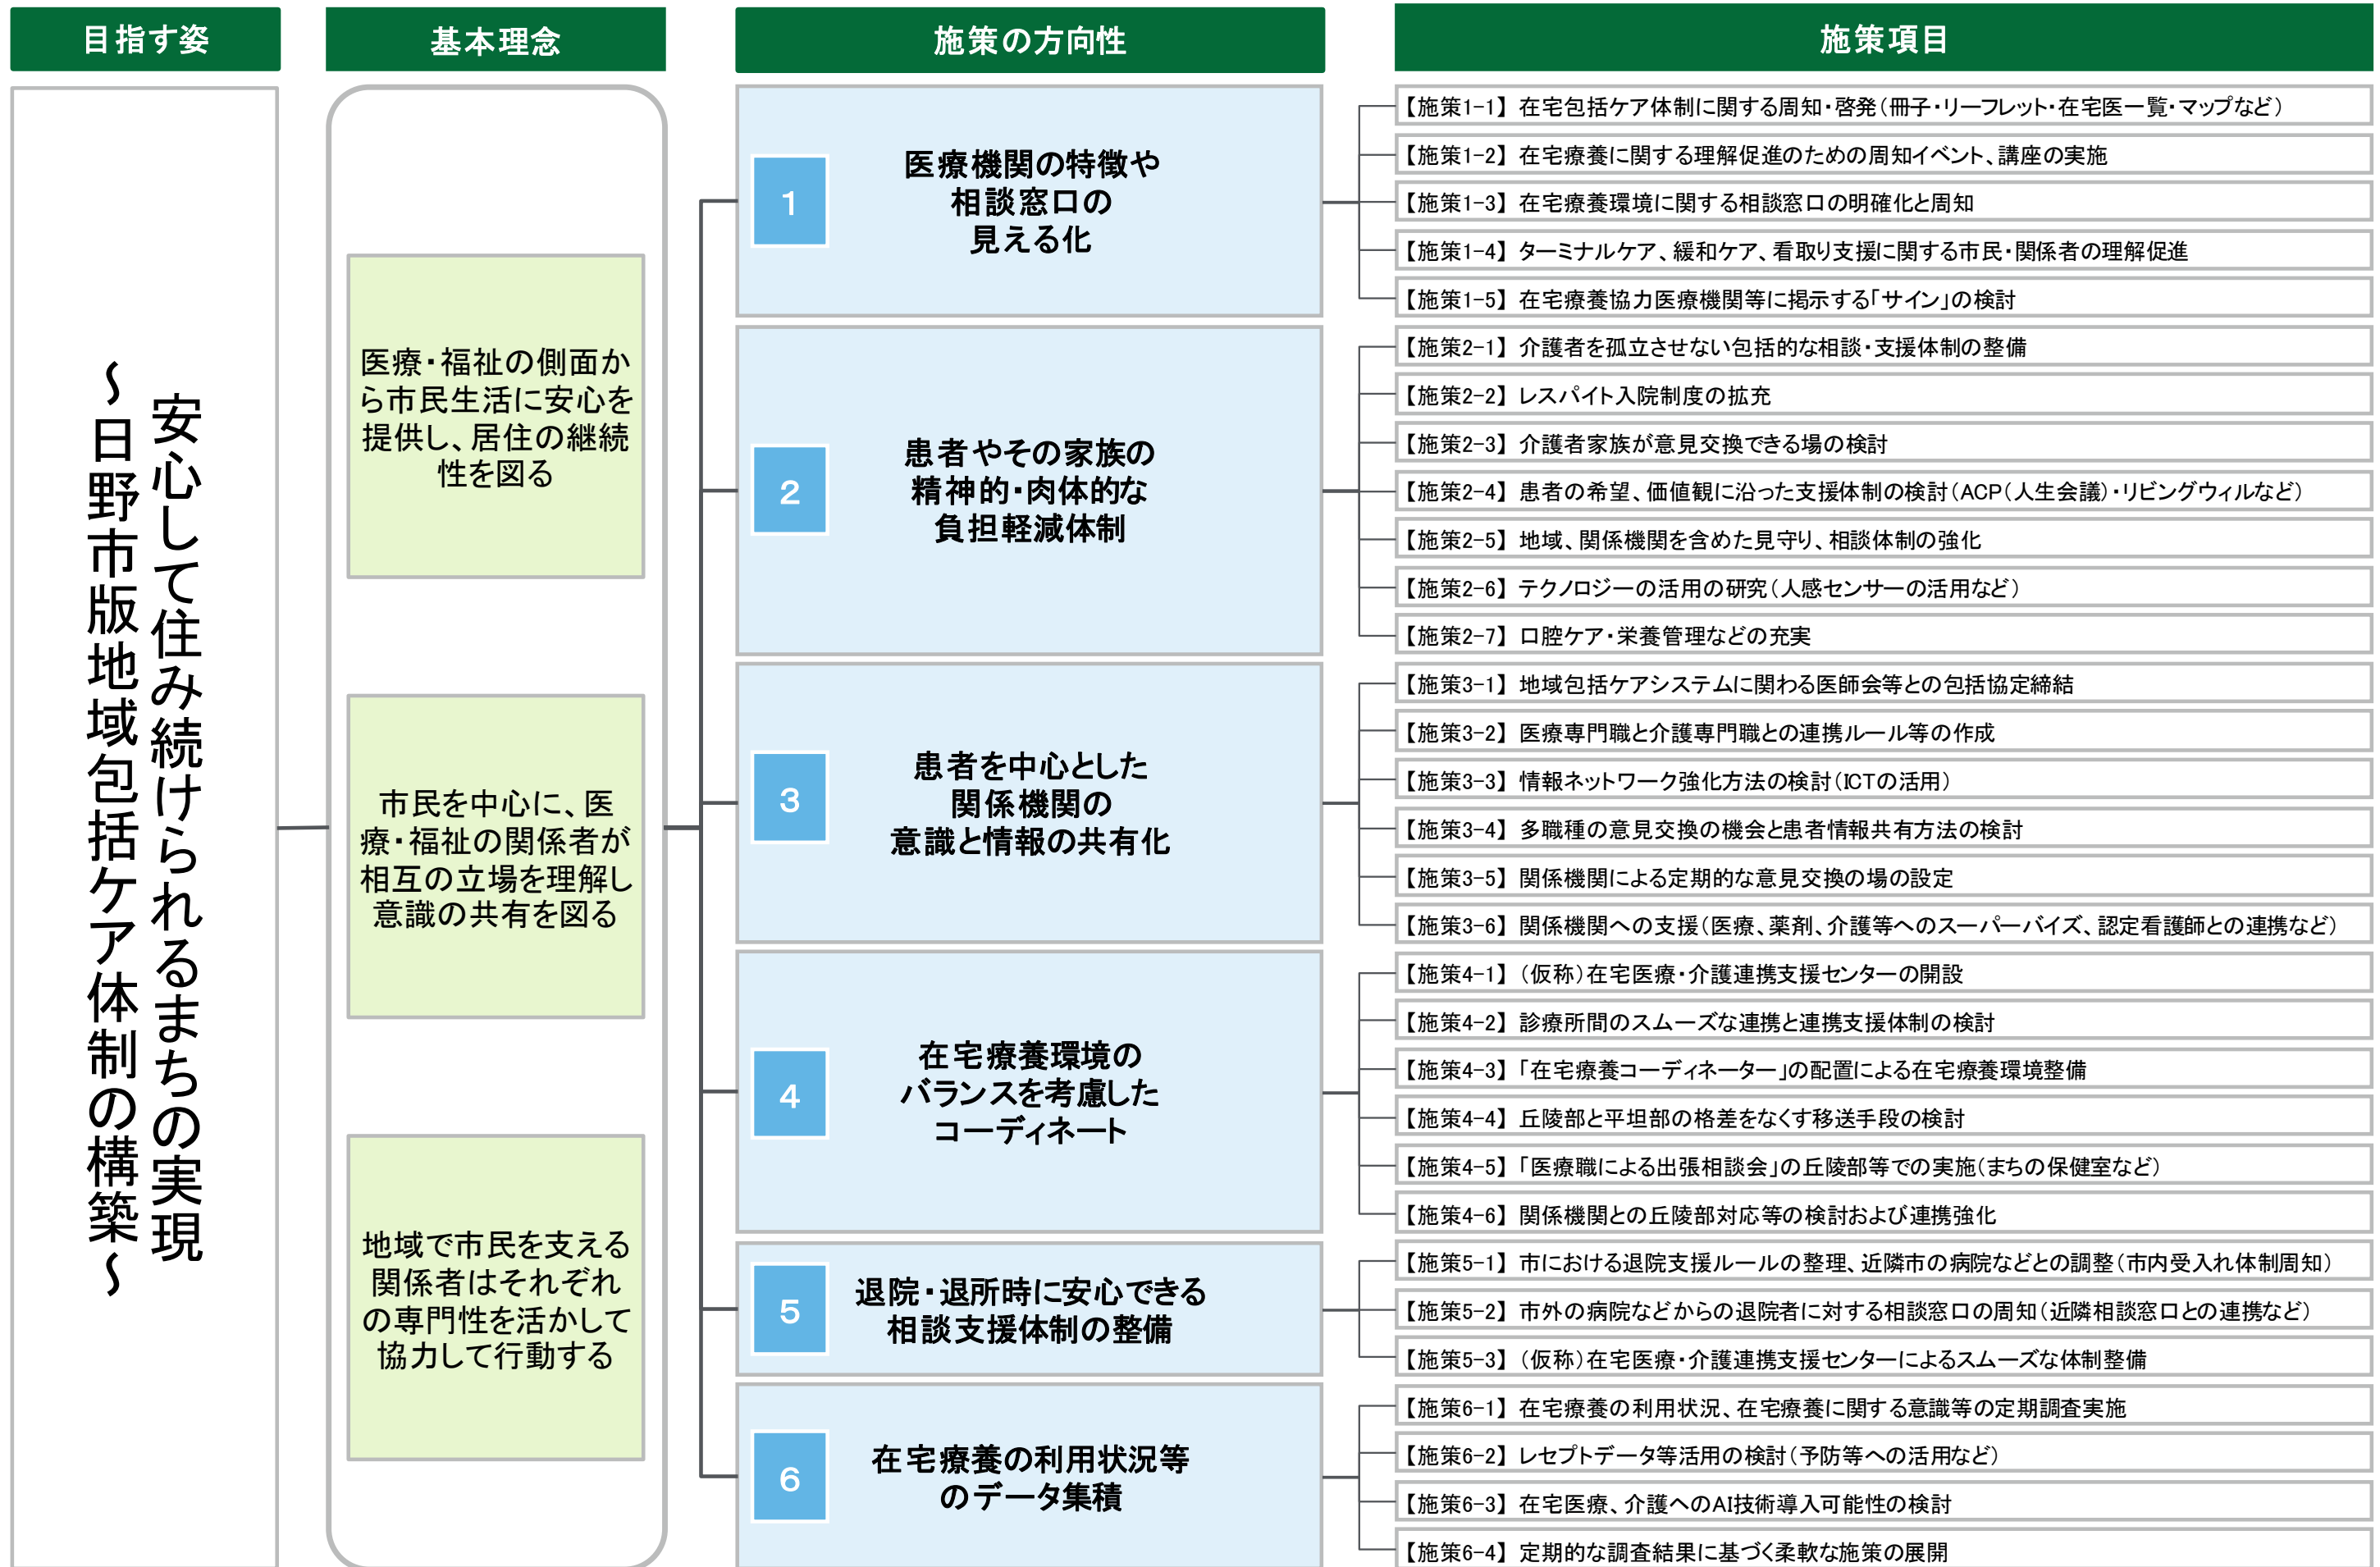 目指す姿
基本理念
施策の方向性
施策項目
安心して住み続けられるまちの実現
～日野市版地域包括ケア体制の構築～
医療・福祉の側面か
ら市民生活に安心を
提供し、居住の継続
性を図る
市民を中心に、医
療・福祉の関係者が
相互の立場を理解し
意識の共有を図る
地域で市民を支える
関係者はそれぞれ
の専門性を活かして
協力して行動する
1
医療機関の特徴や
相談窓口の
見える化
【施策1-1】 在宅包括ケア体制に関する周知・啓発（冊子・リーフレット・在宅医一覧・マップなど）
【施策1-2】 在宅療養に関する理解促進のための周知イベント、講座の実施
【施策1-3】 在宅療養環境に関する相談窓口の明確化と周知
【施策1-4】 ターミナルケア、緩和ケア、看取り支援に関する市民・関係者の理解促進
【施策1-5】 在宅療養協力医療機関等に掲示する「サイン」の検討
2
患者やその家族の
精神的・肉体的な
負担軽減体制
【施策2-1】 介護者を孤立させない包括的な相談・支援体制の整備
【施策2-2】 レスパイト入院制度の拡充
【施策2-3】 介護者家族が意見交換できる場の検討
【施策2-4】 患者の希望、価値観に沿った支援体制の検討（ACP（人生会議）・リビングウィルなど）
【施策2-5】 地域、関係機関を含めた見守り、相談体制の強化
【施策2-6】 テクノロジーの活用の研究（人感センサーの活用など）
【施策2-7】 口腔ケア・栄養管理などの充実
3
患者を中心とした
関係機関の
意識と情報の共有化
【施策3-1】 地域包括ケアシステムに関わる医師会等との包括協定締結
【施策3-2】 医療専門職と介護専門職との連携ルール等の作成
【施策3-3】 情報ネットワーク強化方法の検討（ICTの活用）
【施策3-4】 多職種の意見交換の機会と患者情報共有方法の検討
【施策3-5】 関係機関による定期的な意見交換の場の設定
【施策3-6】 関係機関への支援（医療、薬剤、介護等へのスーパーバイズ、認定看護師との連携など）
4
在宅療養環境の
バランスを考慮した
コーディネート
【施策4-1】 （仮称）在宅医療・介護連携支援センターの開設
【施策4-2】 診療所間のスムーズな連携と連携支援体制の検討
【施策4-3】 「在宅療養コーディネーター」の配置による在宅療養環境整備
【施策4-4】 丘陵部と平坦部の格差をなくす移送手段の検討
【施策4-5】 「医療職による出張相談会」の丘陵部等での実施（まちの保健室など）
【施策4-6】 関係機関との丘陵部対応等の検討および連携強化
5
退院・退所時に安心できる
相談支援体制の整備
【施策5-1】 市における退院支援ルールの整理、近隣市の病院などとの調整（市内受入れ体制周知）
【施策5-2】 市外の病院などからの退院者に対する相談窓口の周知（近隣相談窓口との連携など）
【施策5-3】 （仮称）在宅医療・介護連携支援センターによるスムーズな体制整備
6
在宅療養の利用状況等
のデータ集積
【施策6-1】 在宅療養の利用状況、在宅療養に関する意識等の定期調査実施
【施策6-2】 レセプトデータ等活用の検討（予防等への活用など）
【施策6-3】 在宅医療、介護へのAI技術導入可能性の検討
【施策6-4】 定期的な調査結果に基づく柔軟な施策の展開